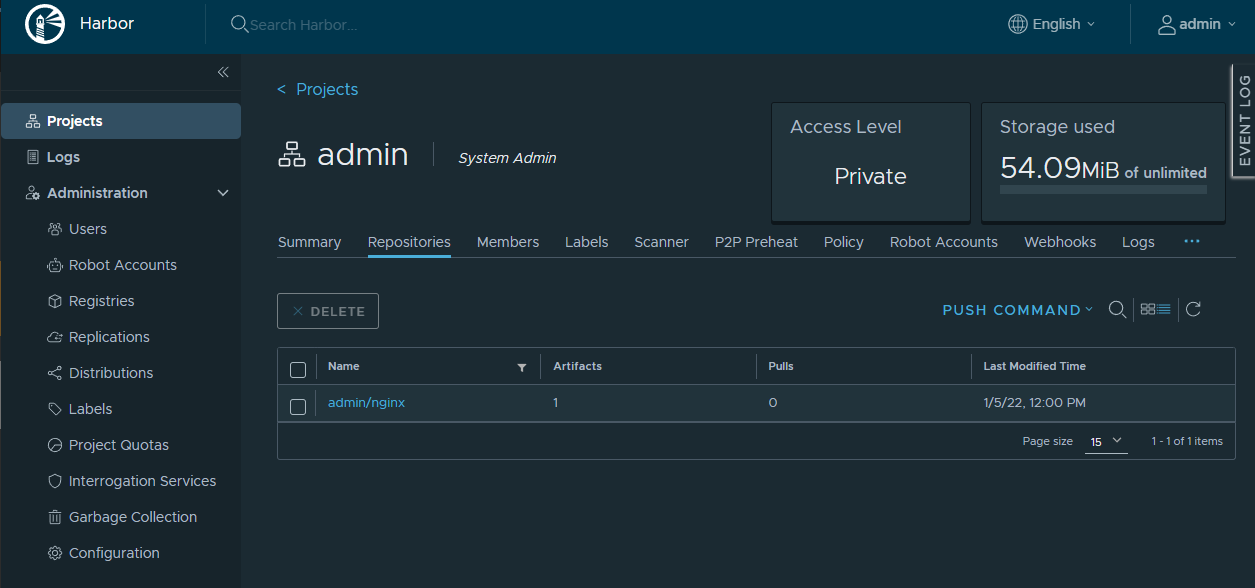 Harbor
Search Harbor...
English
admin
EVENT LOG
Projects
Logs
Administration
Users
Robot Accounts
Registries
Replications
Distributions
Labels
Project Quotas
Interrogation Services
Garbage Collection
Configuration
< Projects
admin
System Admin
Access Level
Private
Storage used
54.09MiB of unlimited
Summary Repositories Members Labels Scanner P2P Preheat Policy Robot Accounts Webhooks Logs ...
DELETE
PUSH COMMAND
Name Artifacts Pulls Last Modified Time
admin/nginx 1 0 1/5/22, 12:00 PM
Page size 15 1 - 1 of 1 items